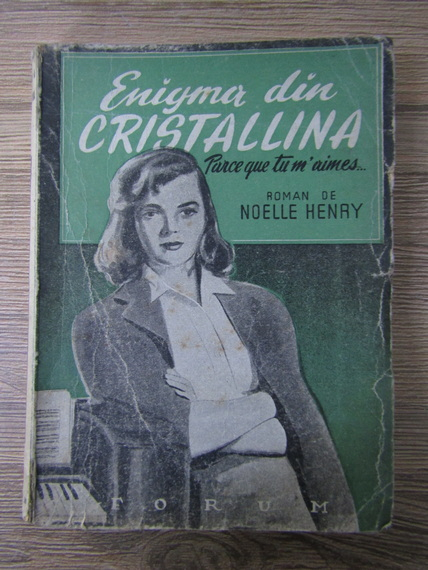 Enigma din
CRISTALLINA
Parce que tu m'aimes...
ROMAN DE
NOELLE HENRY
FORUM